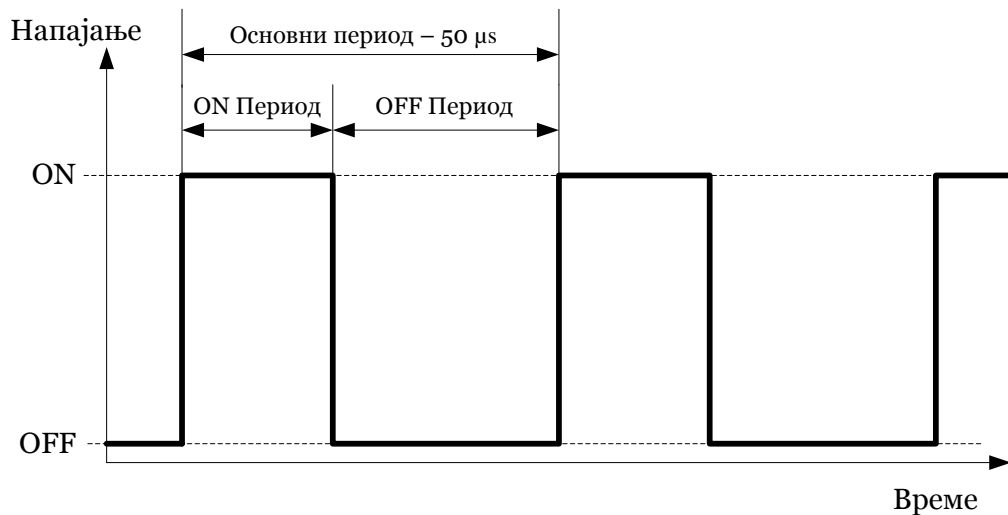 Напајање
Основни период – 50 μs
ON Период
OFF Период
ON
OFF
Време